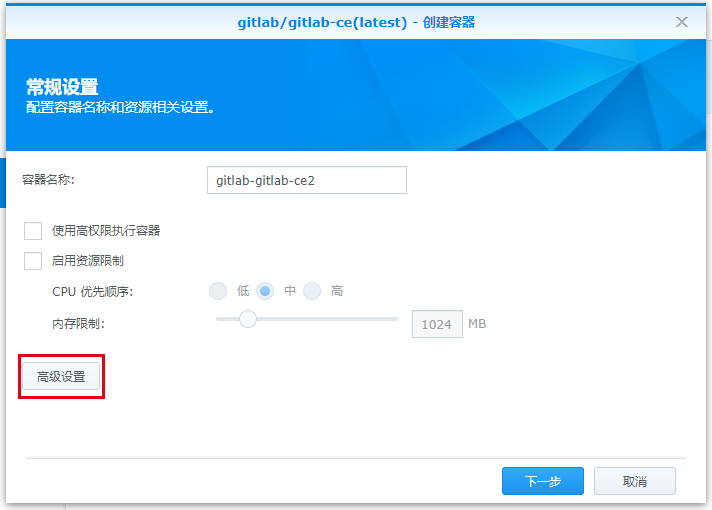 gitlab/gitlab-ce(latest) - 创建容器
常规设置
配置容器名称和资源相关设置。
容器名称:
gitlab-gitlab-ce2
使用高权限执行容器
启用资源限制
CPU 优先顺序: 低 中 高
内存限制: 1024 MB
高级设置
下一步 取消